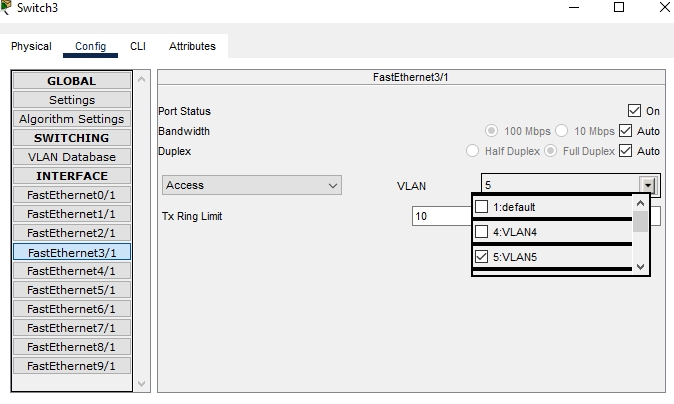 Switch3
Physical Config CLI Attributes
GLOBAL
Settings
Algorithm Settings
SWITCHING
VLAN Database
INTERFACE
FastEthernet0/1
FastEthernet1/1
FastEthernet2/1
FastEthernet3/1
FastEthernet4/1
FastEthernet5/1
FastEthernet6/1
FastEthernet7/1
FastEthernet8/1
FastEthernet9/1
FastEthernet3/1
Port Status On
Bandwidth 100 Mbps 10 Mbps Auto
Duplex Half Duplex Full Duplex Auto
Access VLAN 5
1:default
4:VLAN4
5:VLAN5
Tx Ring Limit 10